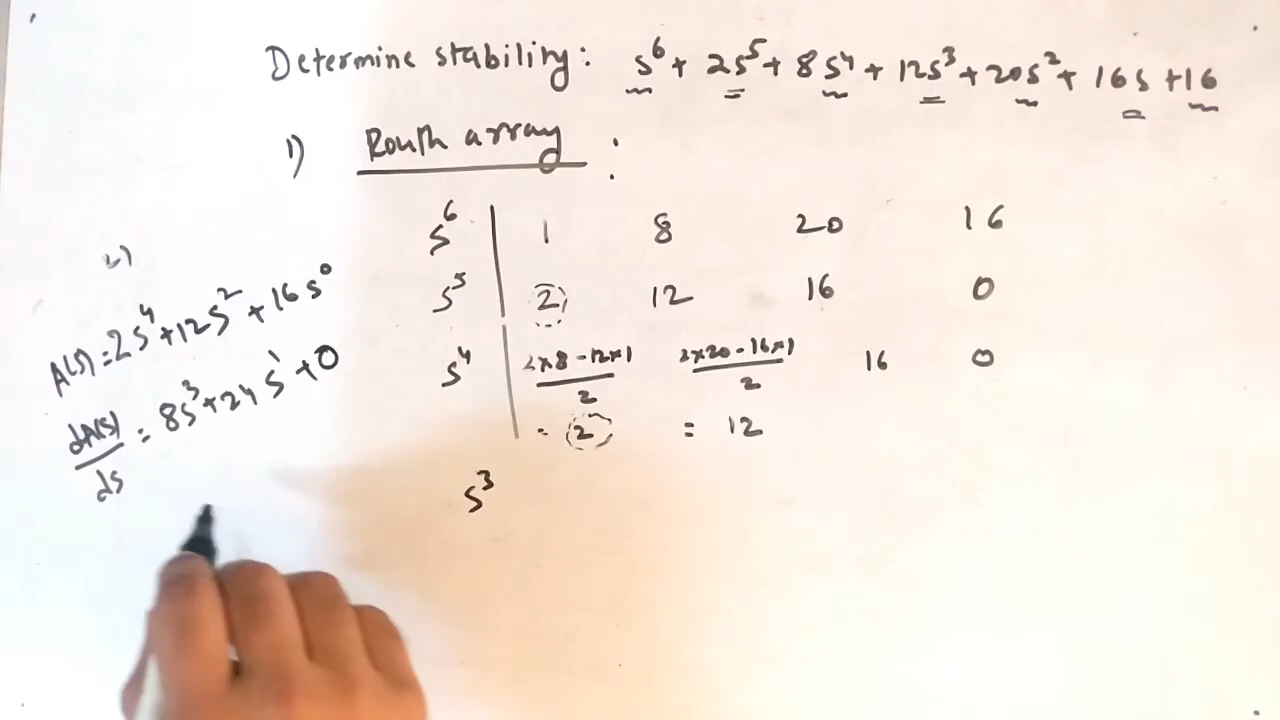 Determine stability: s⁶ + 2s⁵ + 8s⁴ + 12s³ + 20s² + 16s + 16
1) Routh array :
s⁶ 1 8 20 16
2)
s⁵ 2 12 16 0
A(s) = 2s⁴ + 12s² + 16s⁰
s⁴ 2×8 - 12×1 / 2 2×20 - 16×1 / 2 16 0
= 2 = 12
dA(s)/ds = 8s³ + 24s¹ + 0
s³